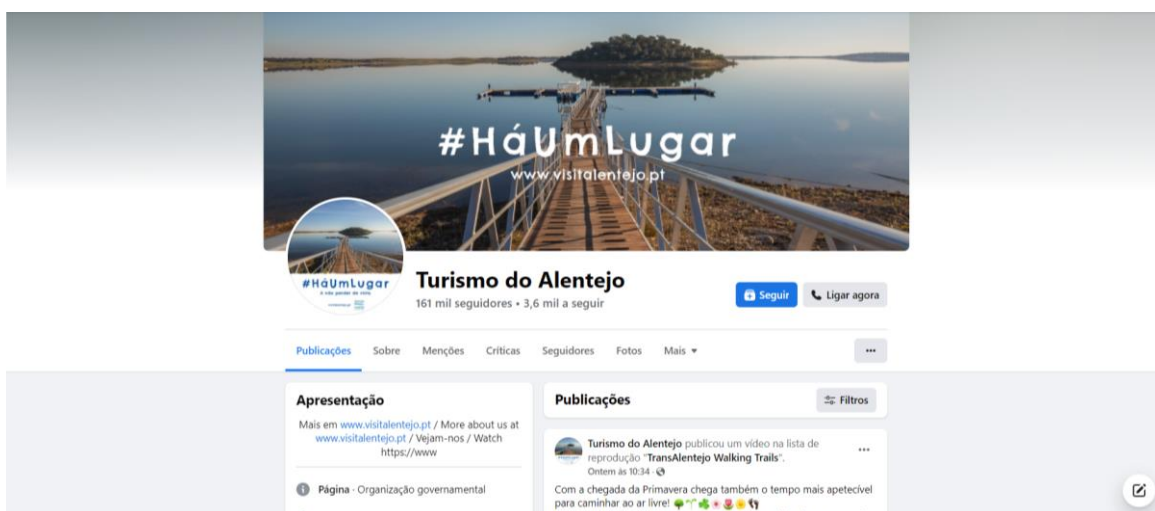 #HáUmLugar
www.visitalentejo.pt
#HáUmLugar
Turismo do Alentejo
161 mil seguidores • 3,6 mil a seguir
Seguir
Ligar agora
Publicações
Sobre
Menções
Críticas
Seguidores
Fotos
Mais
Apresentação
Mais em www.visitalentejo.pt / More about us at
www.visitalentejo.pt / Vejam-nos / Watch
https://www
Página · Organização governamental
Publicações
Filtros
Turismo do Alentejo publicou um vídeo na lista de
reprodução "TransAlentejo Walking Trails".
Ontem às 10:34 ·
Com a chegada da Primavera chega também o tempo mais apetecível
para caminhar ao ar livre! 🌳🌱🍀🌸🌷🌼👣